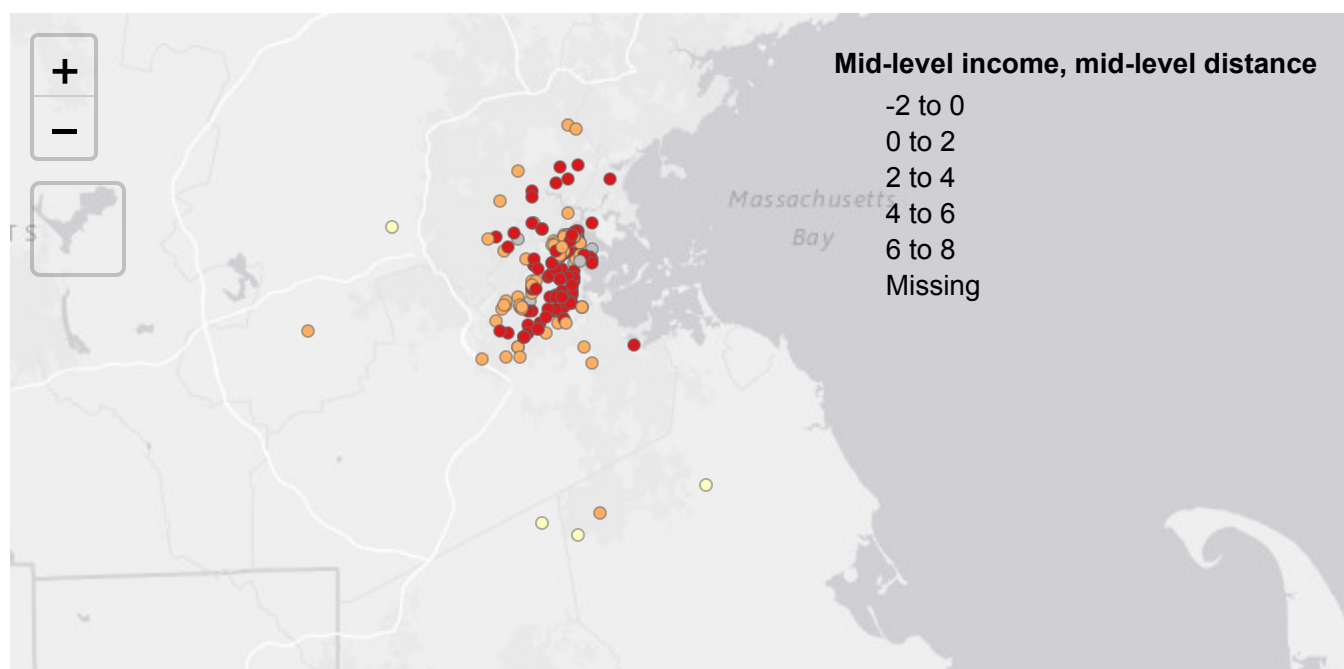 +
−
Mid-level income, mid-level distance
-2 to 0
0 to 2
2 to 4
4 to 6
6 to 8
Missing
Massachusetts
Bay
TS